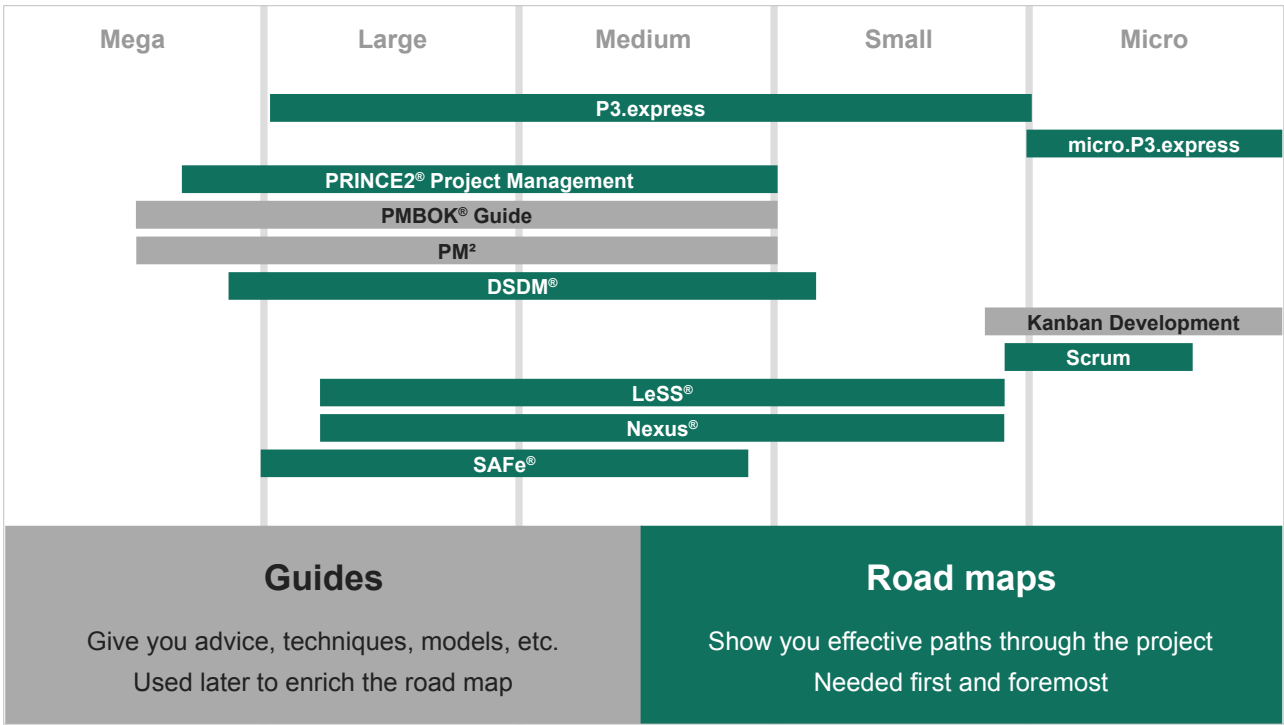 Mega Large Medium Small Micro
P3.express
micro.P3.express
PRINCE2® Project Management
PMBOK® Guide
PM²
DSDM®
Kanban Development
Scrum
LeSS®
Nexus®
SAFe®
Guides
Give you advice, techniques, models, etc.
Used later to enrich the road map
Road maps
Show you effective paths through the project
Needed first and foremost